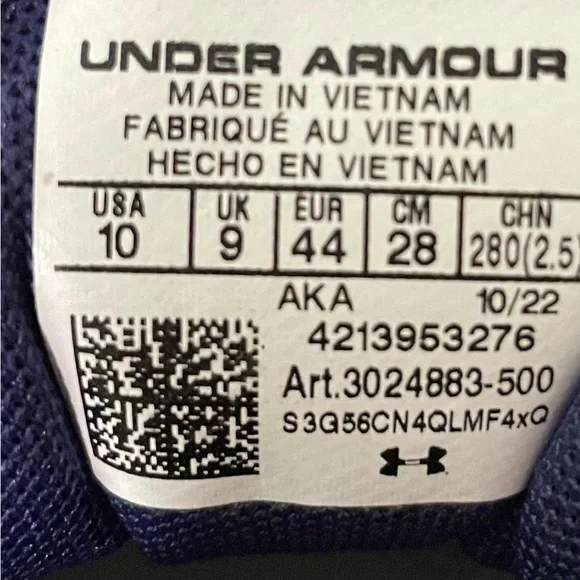 UNDER ARMOUR
MADE IN VIETNAM
FABRIQUÉ AU VIETNAM
HECHO EN VIETNAM
USA UK EUR CM CHN
10 9 44 28 280(2.5)
AKA 10/22
4213953276
Art.3024883-500
S3G56CN4QLMF4xQ